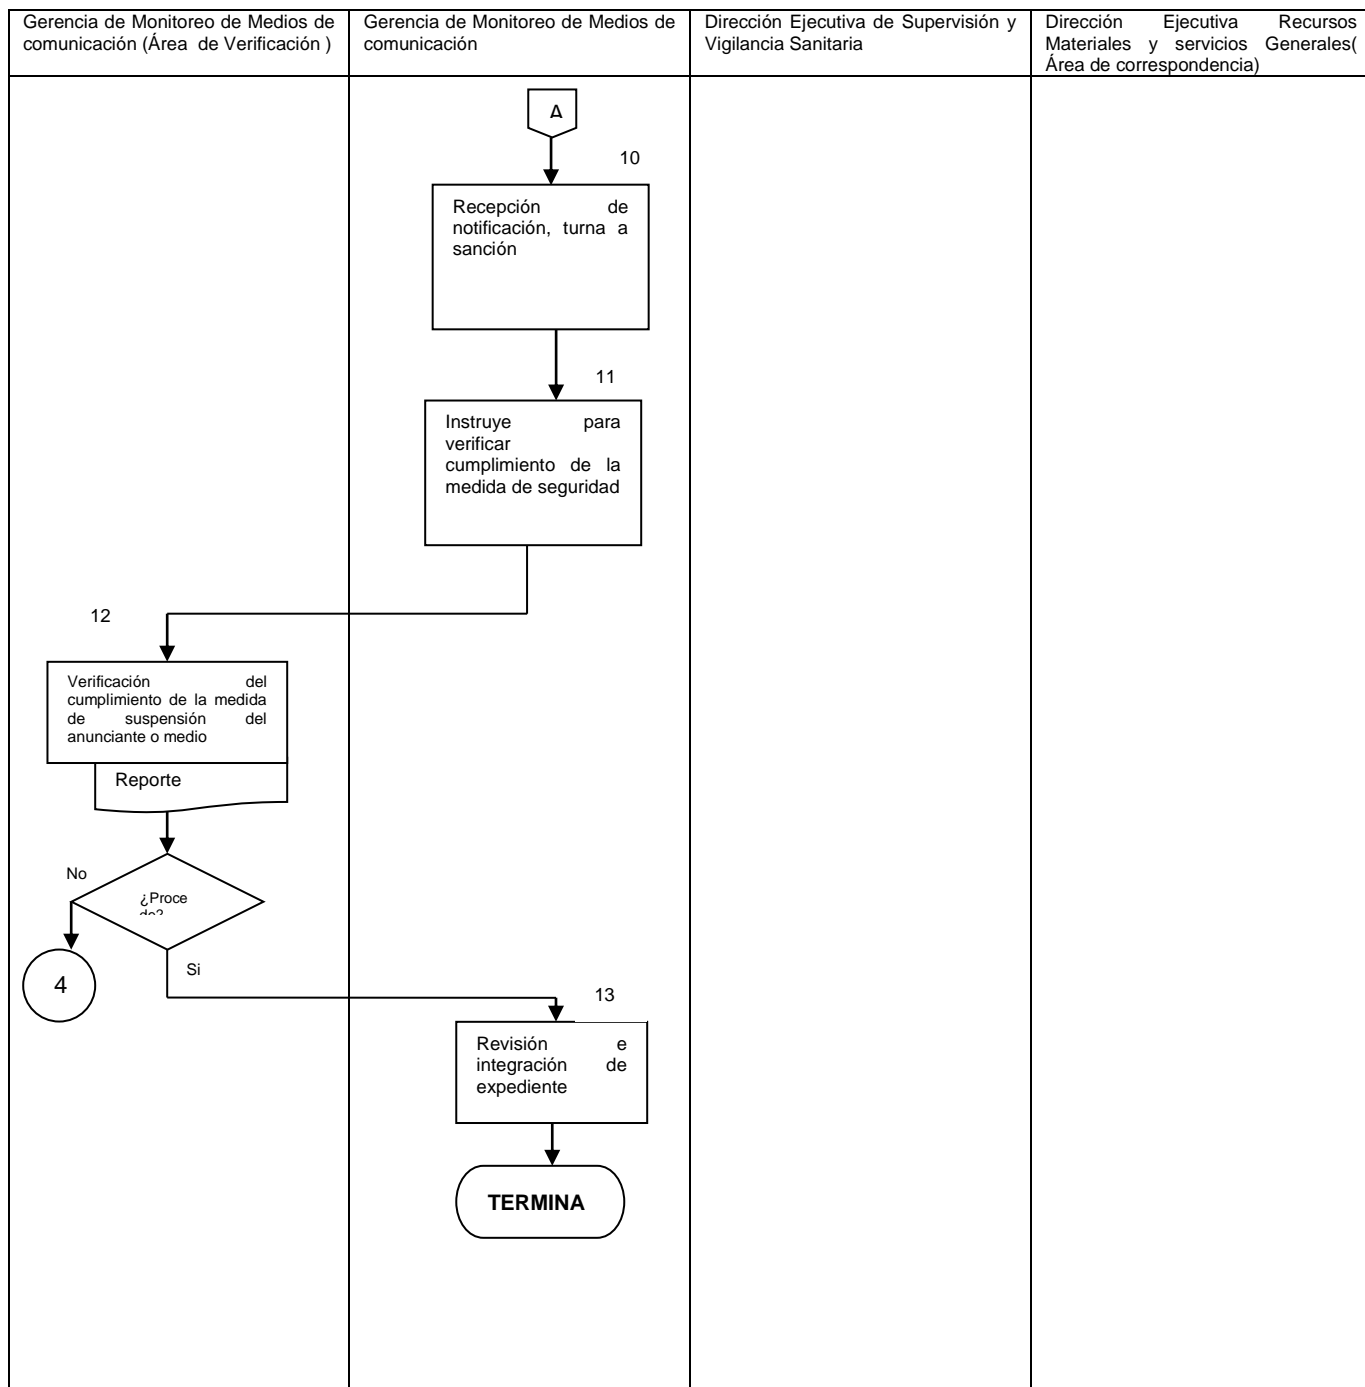 Gerencia de Monitoreo de Medios de
comunicación (Área de Verificación )
Gerencia de Monitoreo de Medios de
comunicación
Dirección Ejecutiva de Supervisión y
Vigilancia Sanitaria
Dirección Ejecutiva Recursos
Materiales y servicios Generales(
Área de correspondencia)
A
10
Recepción de
notificación, turna a
sanción
11
Instruye para
verificar
cumplimiento de la
medida de seguridad
12
Verificación del
cumplimiento de la medida
de suspensión del
anunciante o medio
Reporte
No
¿Proce
de?
4
Si
13
Revisión e
integración de
expediente
TERMINA